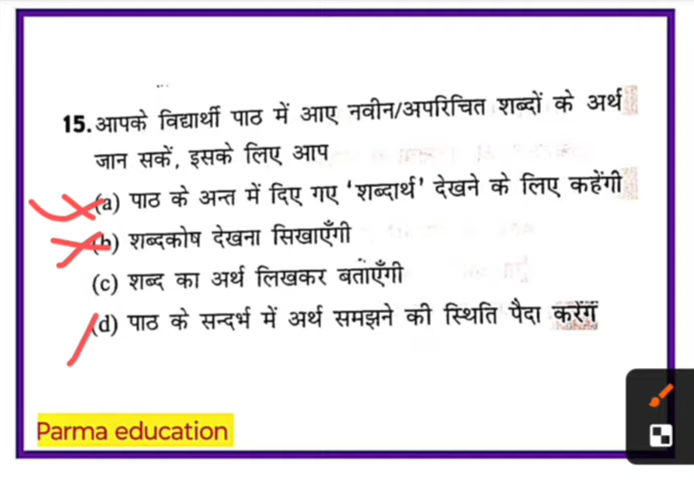 15. आपके विद्यार्थी पाठ में आए नवीन/अपरिचित शब्दों के अर्थ
जान सकें, इसके लिए आप
(a) पाठ के अन्त में दिए गए 'शब्दार्थ' देखने के लिए कहेंगी
(b) शब्दकोष देखना सिखाएँगी
(c) शब्द का अर्थ लिखकर बताएँगी
(d) पाठ के सन्दर्भ में अर्थ समझने की स्थिति पैदा करेंगी
Parma education